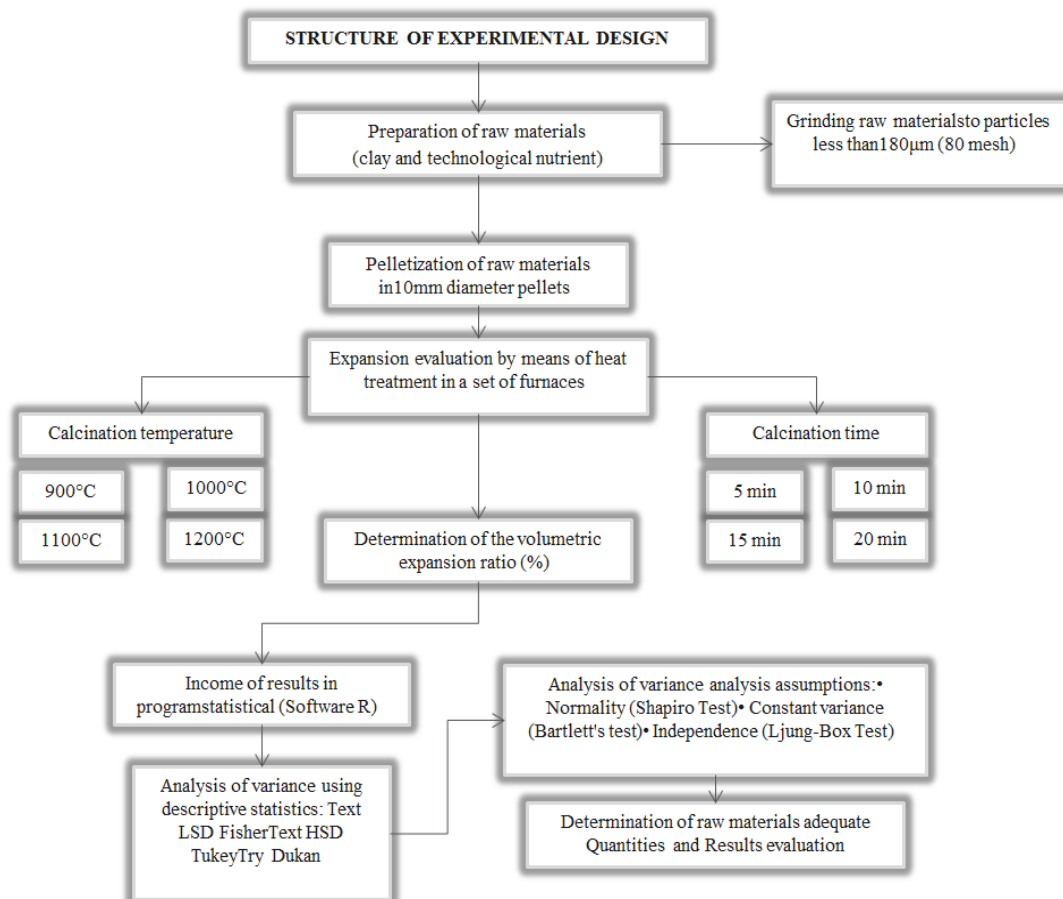 STRUCTURE OF EXPERIMENTAL DESIGN
Preparation of raw materials
(clay and technological nutrient)
Grinding raw materialsto particles
less than180μm (80 mesh)
Pelletization of raw materials
in10mm diameter pellets
Expansion evaluation by means of heat
treatment in a set of furnaces
Calcination temperature
900°C
1000°C
1100°C
1200°C
Calcination time
5 min
10 min
15 min
20 min
Determination of the volumetric
expansion ratio (%)
Income of results in
programstatistical (Software R)
Analysis of variance using
descriptive statistics: Text
LSD FisherText HSD
TukeyTry Dukan
Analysis of variance analysis assumptions:•
Normality (Shapiro Test)• Constant variance
(Bartlett's test)• Independence (Ljung-Box Test)
Determination of raw materials adequate
Quantities and Results evaluation